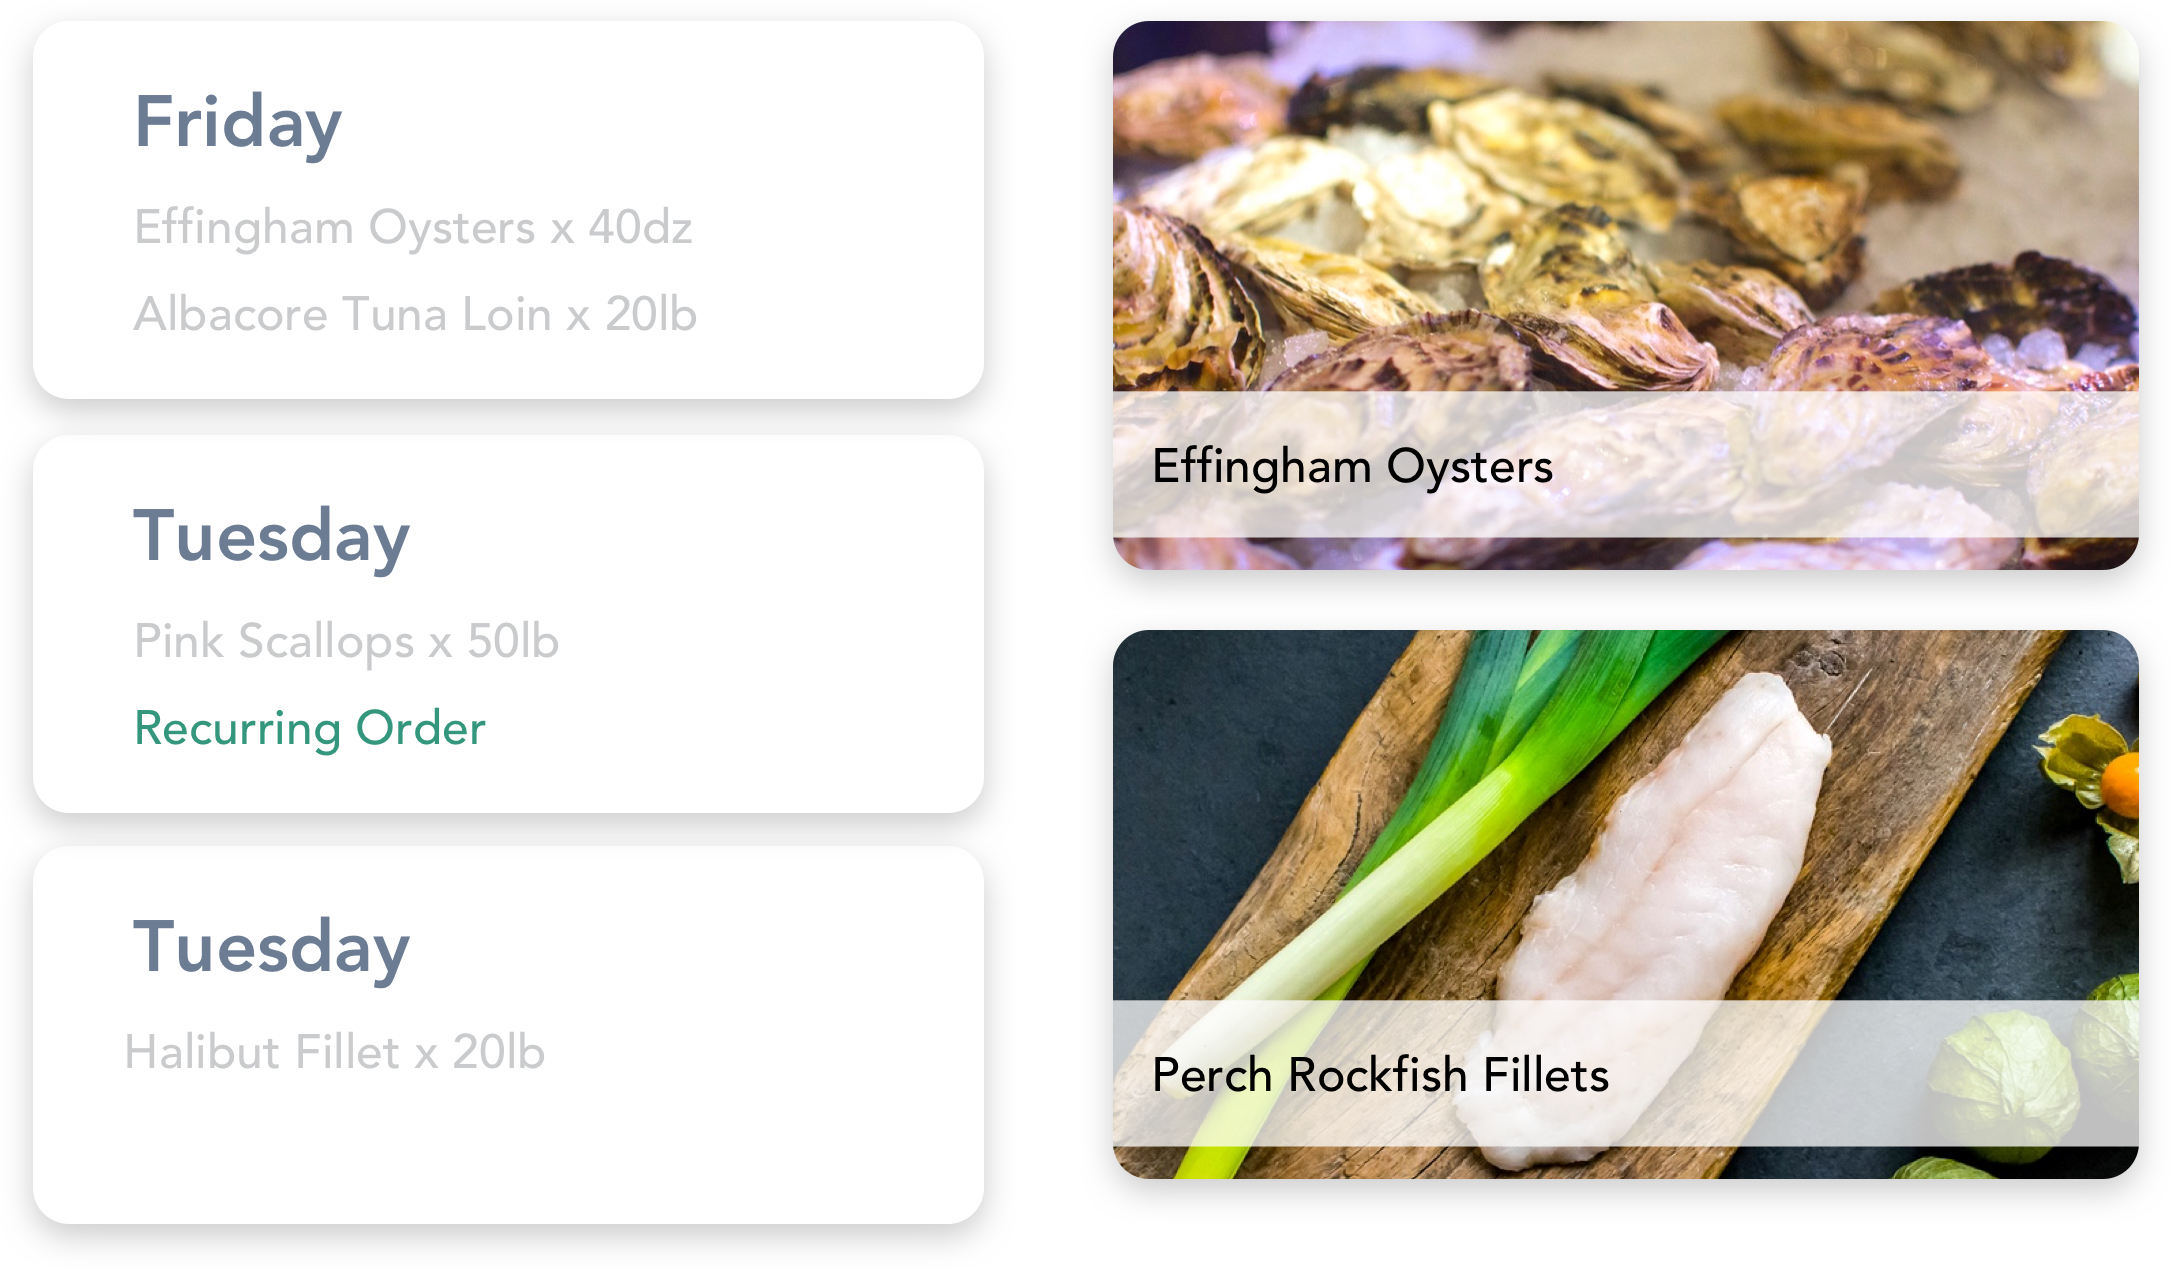 Friday
Effingham Oysters x 40dz
Albacore Tuna Loin x 20lb
Tuesday
Pink Scallops x 50lb
Recurring Order
Tuesday
Halibut Fillet x 20lb
Effingham Oysters
Perch Rockfish Fillets